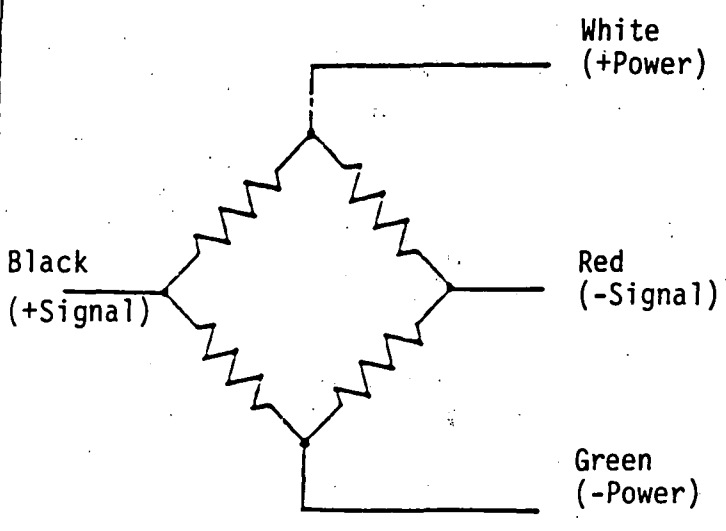 White
(+Power)
Black
(+Signal)
Red
(-Signal)
Green
(-Power)